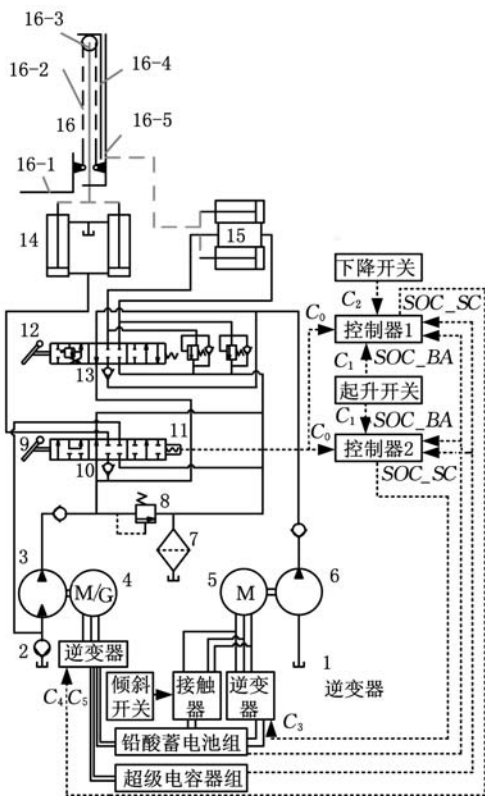 16-3
16-2
16-4
16
16-5
16-1
14
15
下降开关
C₂
SOC_SC
C₀
控制器1
12
C₁
SOC_BA
13
起升开关
C₁
SOC_BA
11
C₀
9
控制器2
10
SOC_SC
8
7
3
4
5
6
M/G
M
2
1
逆变器
倾斜
开关
接触
器
逆变
器
逆变器
C₄
C₅
C₃
铅酸蓄电池组
超级电容器组